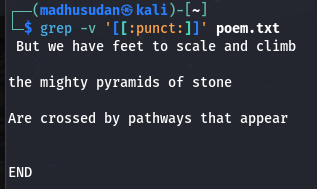 ┌──(madhusudan㉿kali)-[~]
└─$ grep -v '[[:punct:]]' poem.txt
 But we have feet to scale and climb
the mighty pyramids of stone
Are crossed by pathways that appear
END